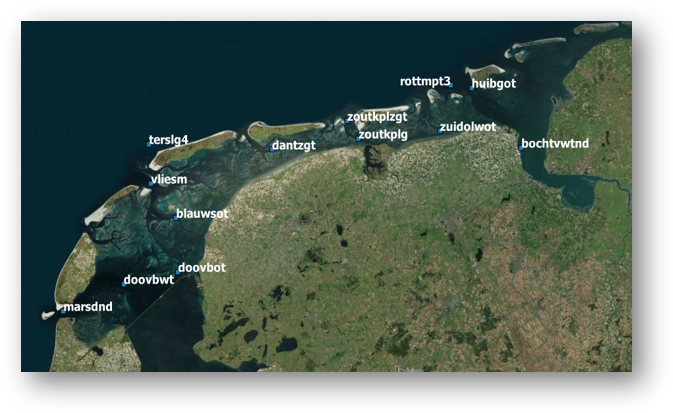 rottmpt3
huibgot
zoutkplzgt
zuidolwot
zoutkplg
terslg4
dantzgt
bochtvwtnd
vliesm
blauwsot
doovbot
doovbwt
marsdnd